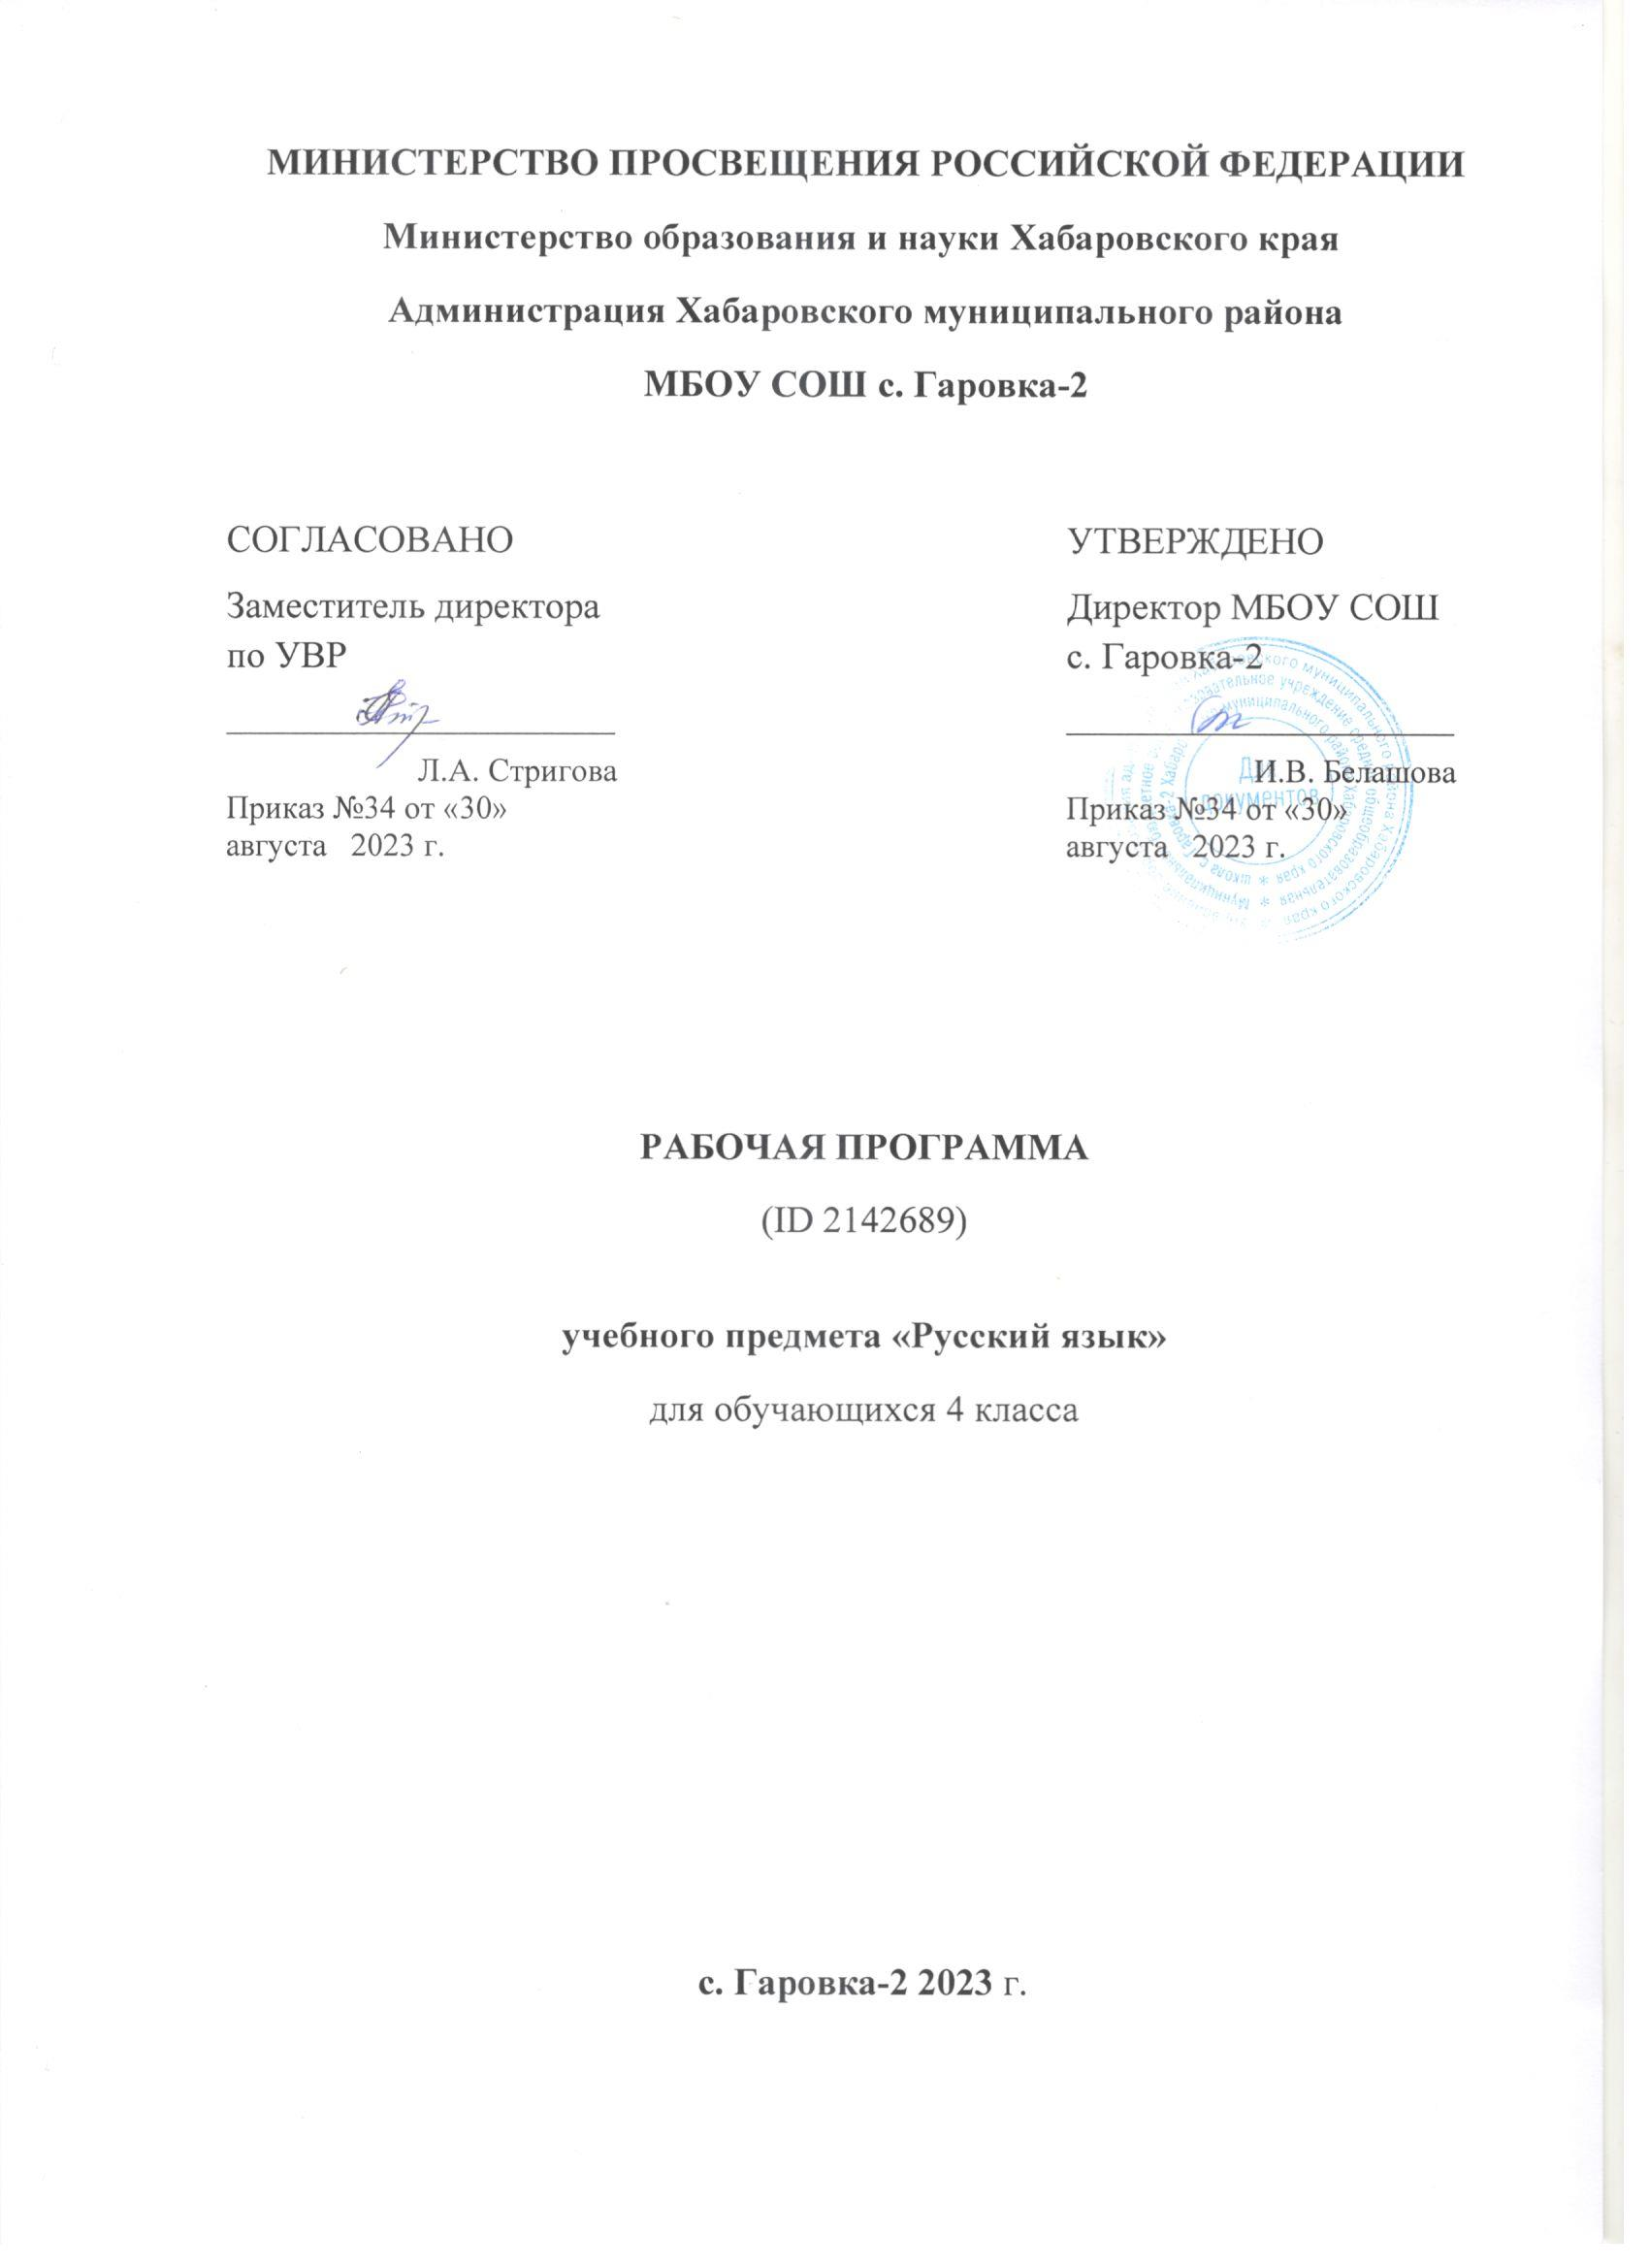 МИНИСТЕРСТВО ПРОСВЕЩЕНИЯ РОССИЙСКОЙ ФЕДЕРАЦИИ
Министерство образования и науки Хабаровского края
Администрация Хабаровского муниципального района
МБОУ СОШ с. Гаровка-2
СОГЛАСОВАНО
Заместитель директора
по УВР
Л.А. Стригова
Приказ №34 от «30»
августа 2023 г.
УТВЕРЖДЕНО
Директор МБОУ СОШ
с. Гаровка-2
И.В. Белашова
Приказ №34 от «30»
августа 2023 г.
документов
РАБОЧАЯ ПРОГРАММА
(ID 2142689)
учебного предмета «Русский язык»
для обучающихся 4 класса
с. Гаровка-2 2023 г.